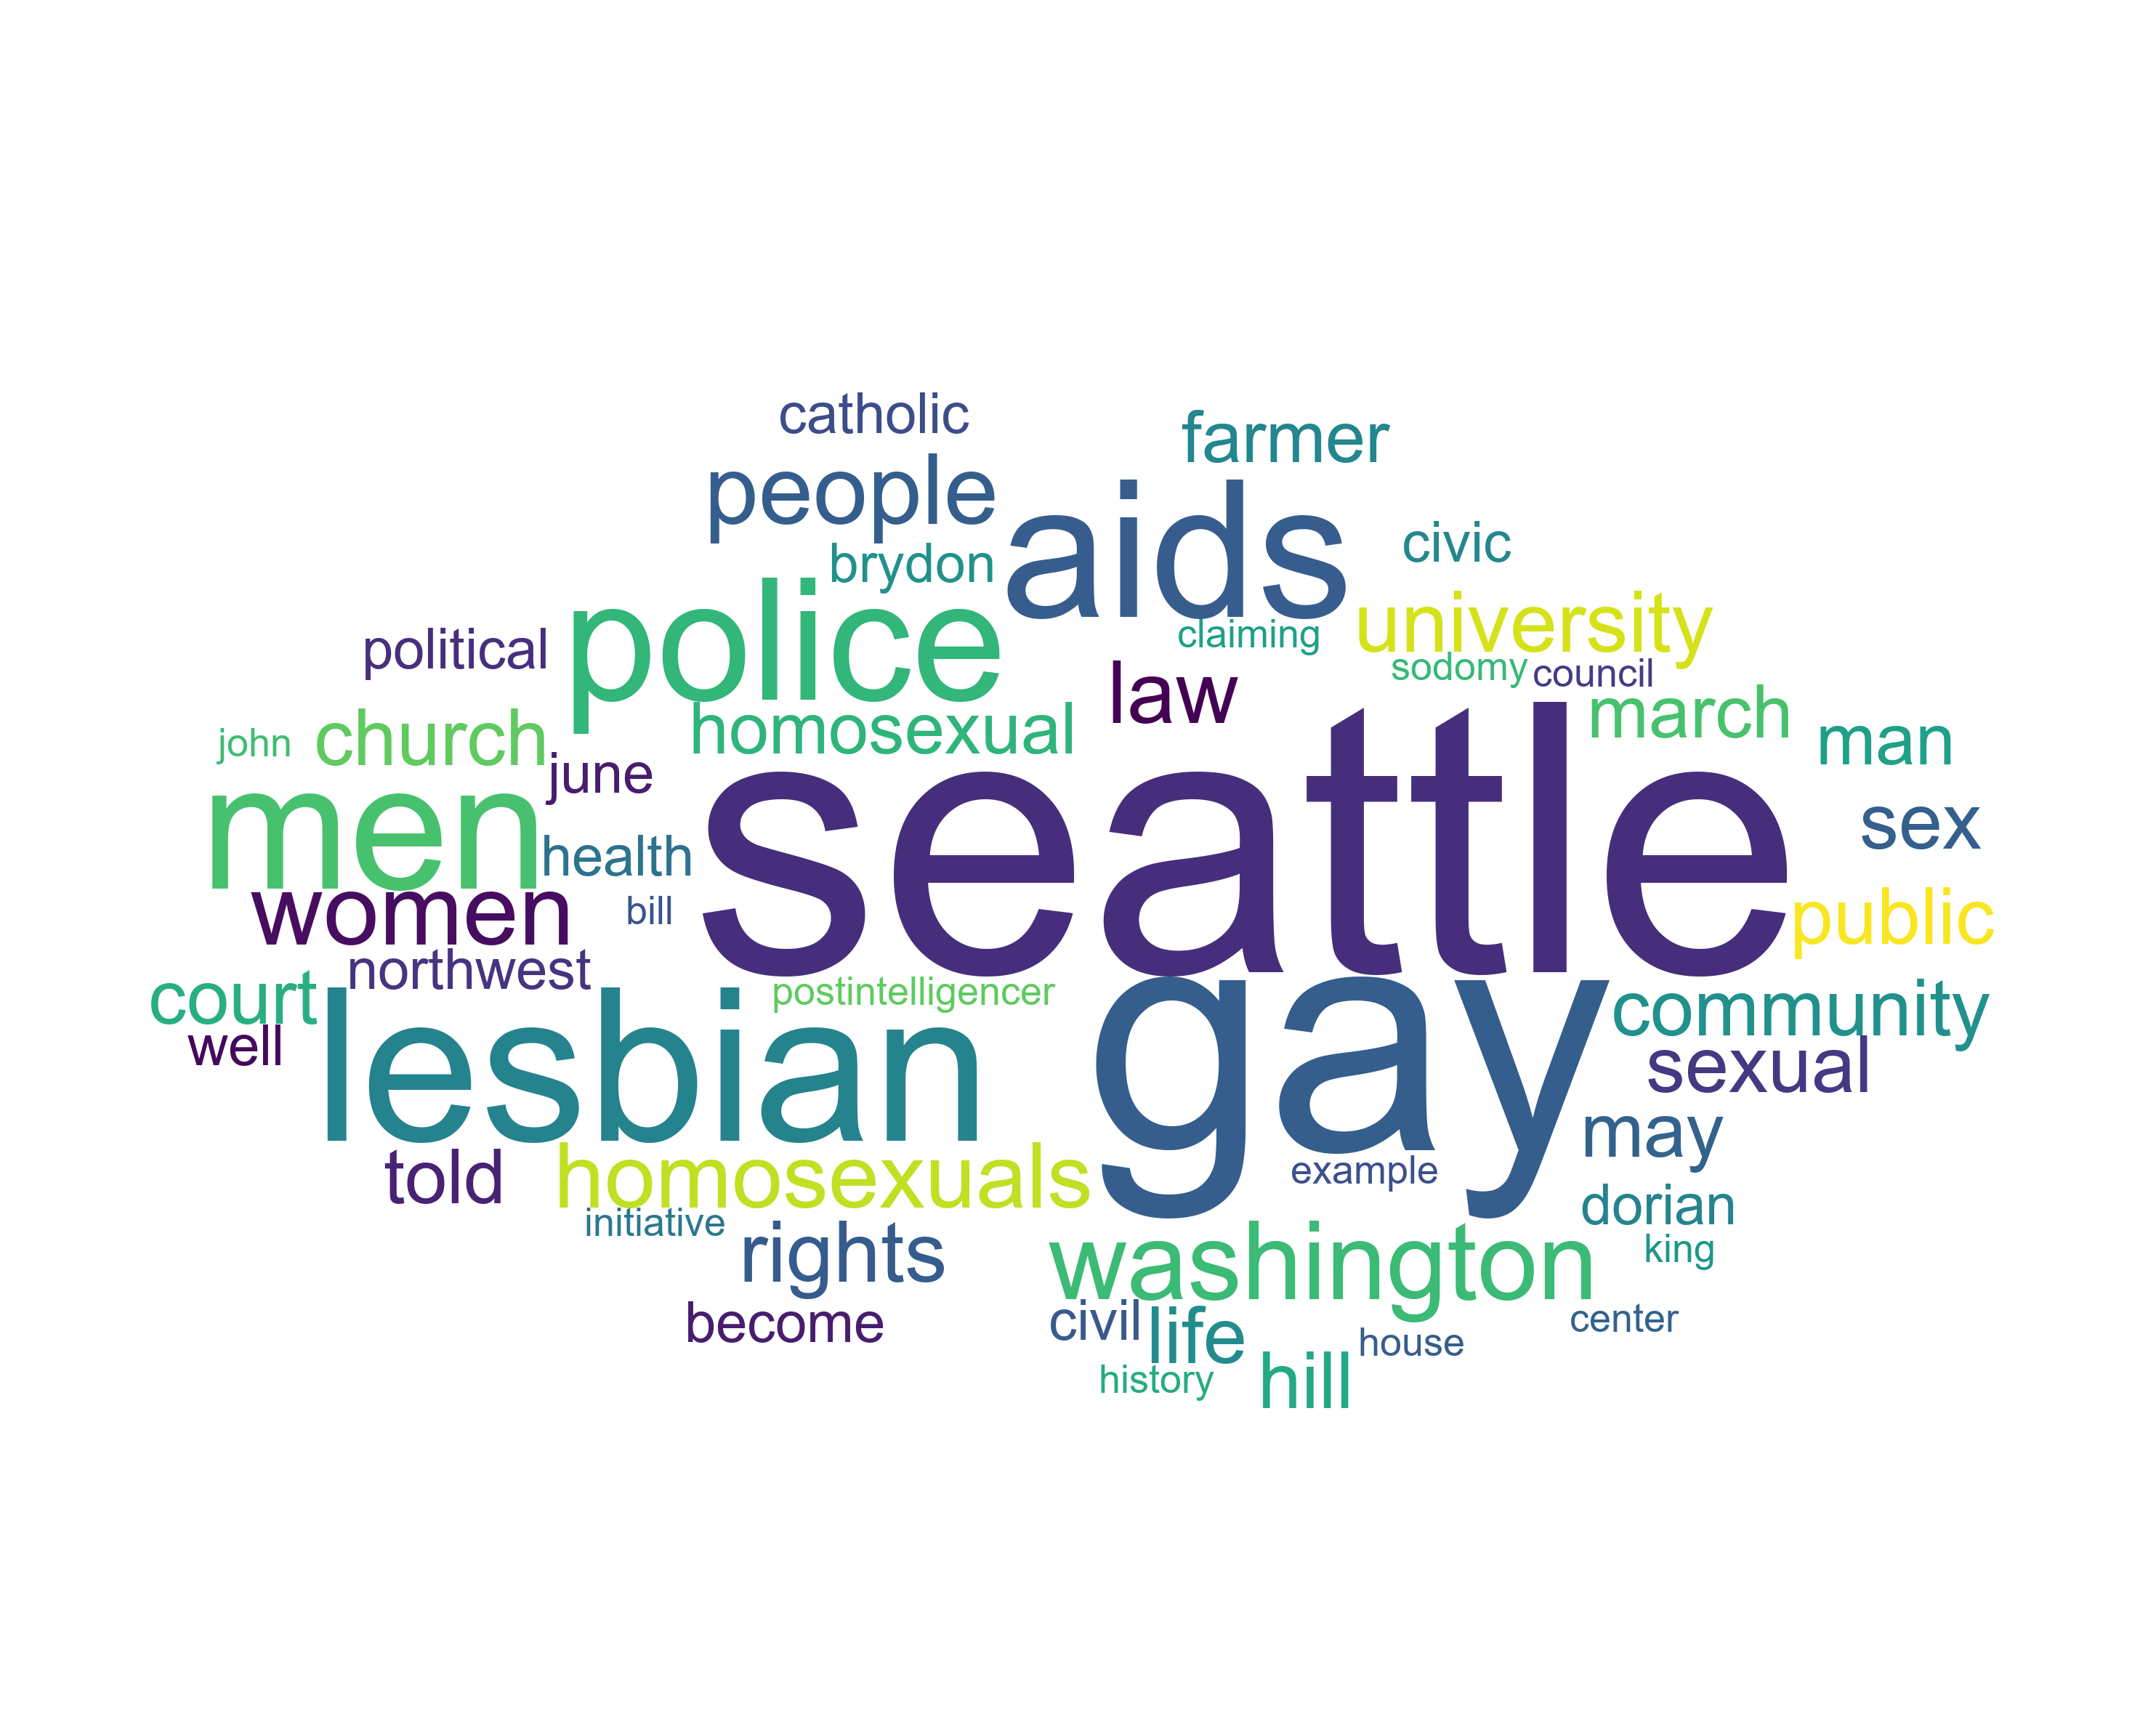 catholic
farmer
people
aids
civic
brydon
police
university
claiming
political
sodomy
council
law
march
homosexual
man
church
john
june
men
seattle
sex
health
women
bill
public
northwest
court
postintelligencer
community
well
lesbian
gay
sexual
may
told
homosexuals
example
dorian
initiative
rights
king
washington
become
civil
life
center
house
history
hill